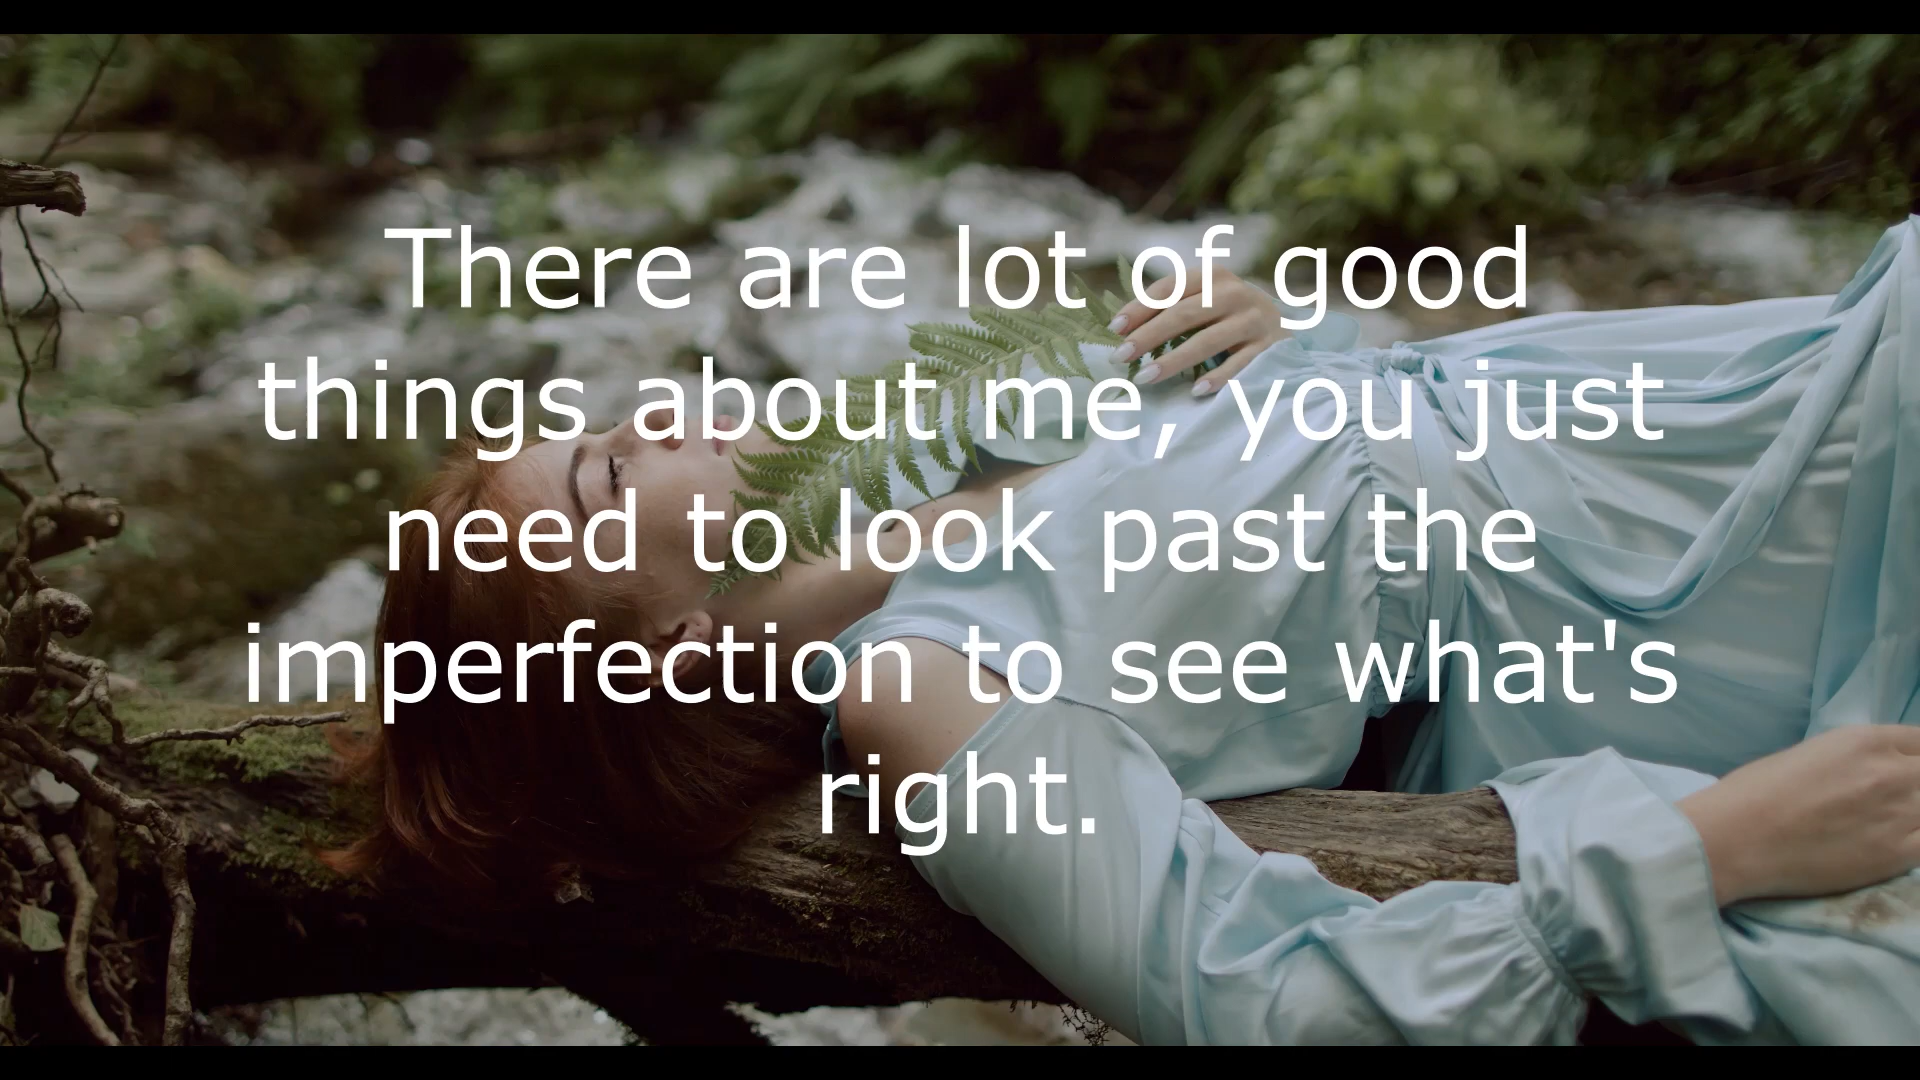 There are lot of good
things about me, you just
need to look past the
imperfection to see what's
right.